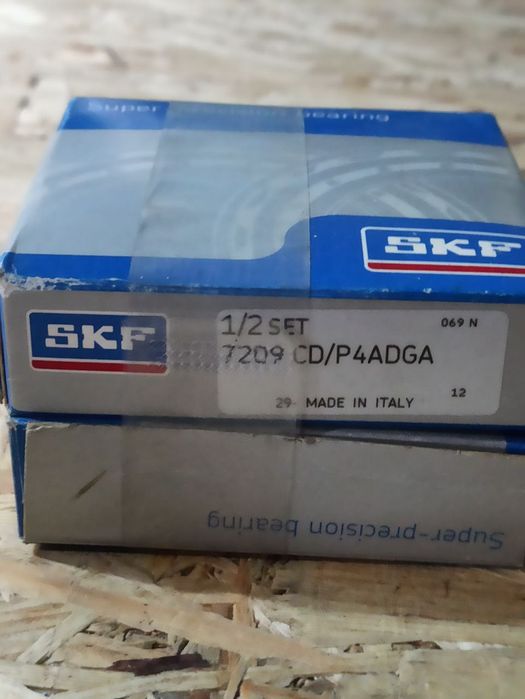 Super precision bearing
SKF
SKF
1/2 SET
069 N
7209 CD/P4ADGA
12
29- MADE IN ITALY
Super-precision bearing